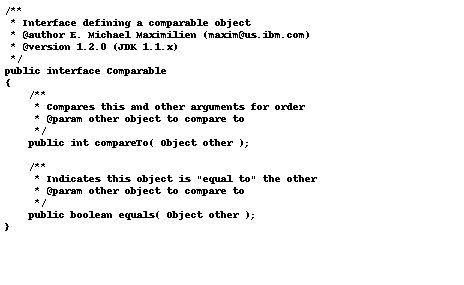 /**
 * Interface defining a comparable object
 * @author E. Michael Maximilien (maxim@us.ibm.com)
 * @version 1.2.0 (JDK 1.1.x)
 */
public interface Comparable
{
    /**
     * Compares this and other arguments for order
     * @param other object to compare to
     */
    public int compareTo( Object other );
    /**
     * Indicates this object is "equal to" the other
     * @param other object to compare to
     */
    public boolean equals( Object other );
}